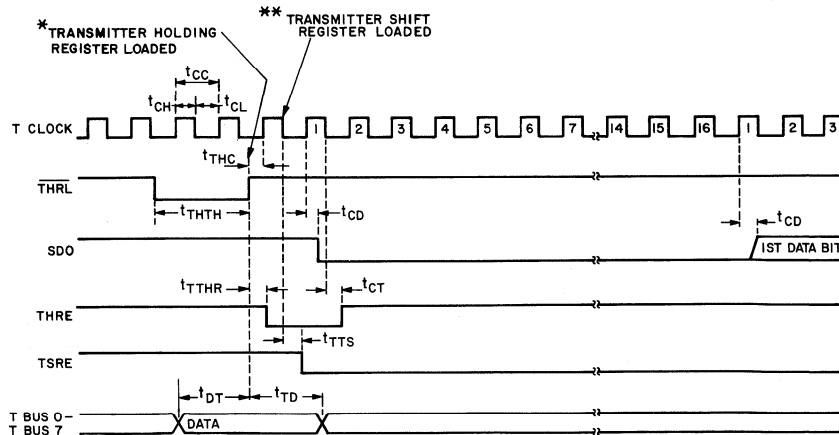 * TRANSMITTER HOLDING
REGISTER LOADED
** TRANSMITTER SHIFT
REGISTER LOADED
tCC
tCH
tCL
T CLOCK
1 2 3 4 5 6 7 14 15 16 1 2 3
tTHC
THRL
tTHTH
tCD
tCD
SDO
1ST DATA BIT
tTTHR
tCT
THRE
tTTS
TSRE
tDT
tTD
T BUS 0-
T BUS 7
DATA